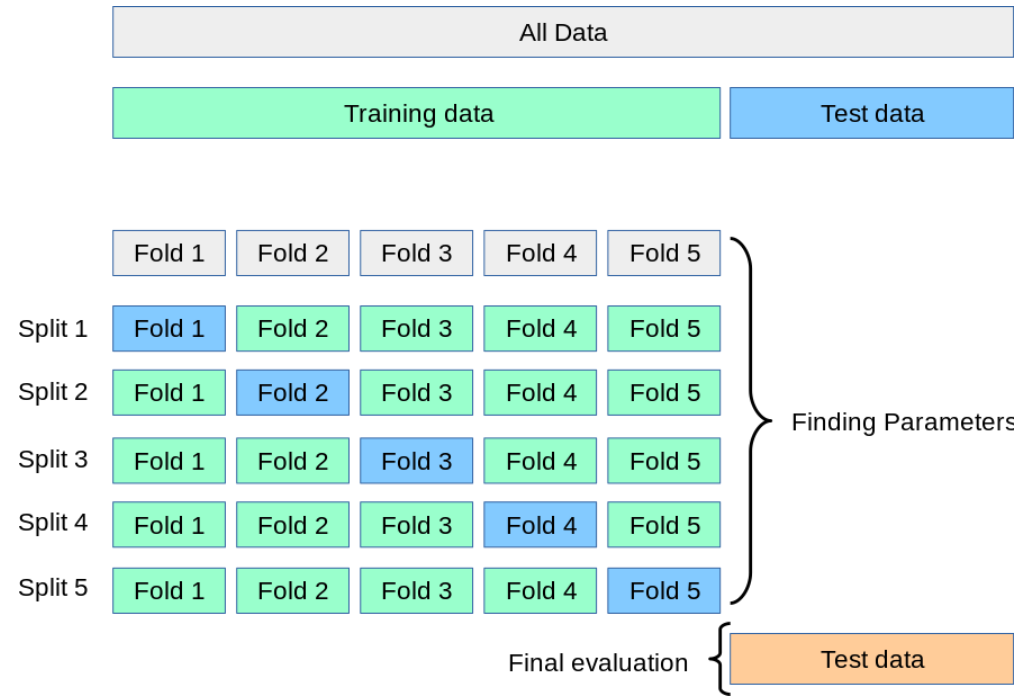 All Data
Training data Test data
Fold 1 Fold 2 Fold 3 Fold 4 Fold 5
Split 1 Fold 1 Fold 2 Fold 3 Fold 4 Fold 5
Split 2 Fold 1 Fold 2 Fold 3 Fold 4 Fold 5
Finding Parameters
Split 3 Fold 1 Fold 2 Fold 3 Fold 4 Fold 5
Split 4 Fold 1 Fold 2 Fold 3 Fold 4 Fold 5
Split 5 Fold 1 Fold 2 Fold 3 Fold 4 Fold 5
Final evaluation Test data